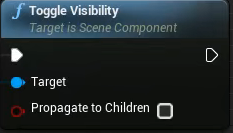 f Toggle Visibility
Target is Scene Component
Target
Propagate to Children